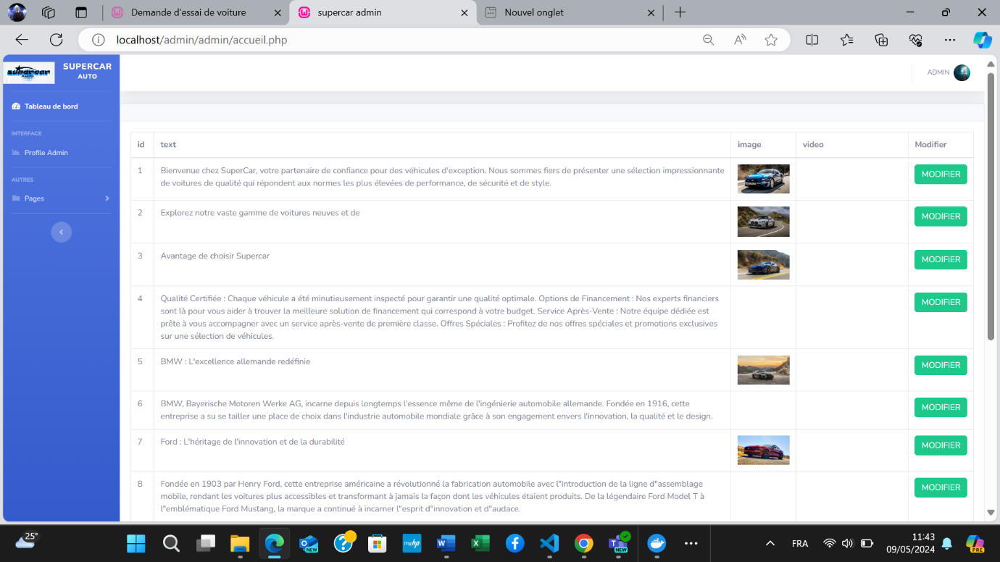 Demande d'essai de voiture
supercar admin
Nouvel onglet
localhost/admin/admin/accueil.php
supercar
AUTO
SUPERCAR
AUTO
ADMIN
Tableau de bord
INTERFACE
Profile Admin
AUTRES
Pages
id text image video Modifier
1 Bienvenue chez SuperCar, votre partenaire de confiance pour des véhicules d'exception. Nous sommes fiers de présenter une sélection impressionnante MODIFIER
de voitures de qualité qui répondent aux normes les plus élevées de performance, de sécurité et de style.
2 Explorez notre vaste gamme de voitures neuves et de MODIFIER
3 Avantage de choisir Supercar MODIFIER
4 Qualité Certifiée : Chaque véhicule a été minutieusement inspecté pour garantir une qualité optimale. Options de Financement : Nos experts financiers MODIFIER
sont là pour vous aider à trouver la meilleure solution de financement qui correspond à votre budget. Service Après-Vente : Notre équipe dédiée est
prête à vous accompagner avec un service après-vente de première classe. Offres Spéciales : Profitez de nos offres spéciales et promotions exclusives
sur une sélection de véhicules.
5 BMW : L"excellence allemande redéfinie MODIFIER
6 BMW, Bayerische Motoren Werke AG, incarne depuis longtemps l'essence même de l'ingénierie automobile allemande. Fondée en 1916, cette MODIFIER
entreprise a su se tailler une place de choix dans l'industrie automobile mondiale grâce à son engagement envers l'innovation, la qualité et le design.
7 Ford : L'héritage de l'innovation et de la durabilité MODIFIER
8 Fondée en 1903 par Henry Ford, cette entreprise américaine a révolutionné la fabrication automobile avec l"introduction de la ligne d"assemblage MODIFIER
mobile, rendant les voitures plus accessibles et transformant à jamais la façon dont les véhicules étaient produits. De la légendaire Ford Model T à
l"emblématique Ford Mustang, la marque a continué à incarner l"esprit d"innovation et d"audace.
25°
NEW
myhp
NEW
FRA
11:43
09/05/2024
PRE